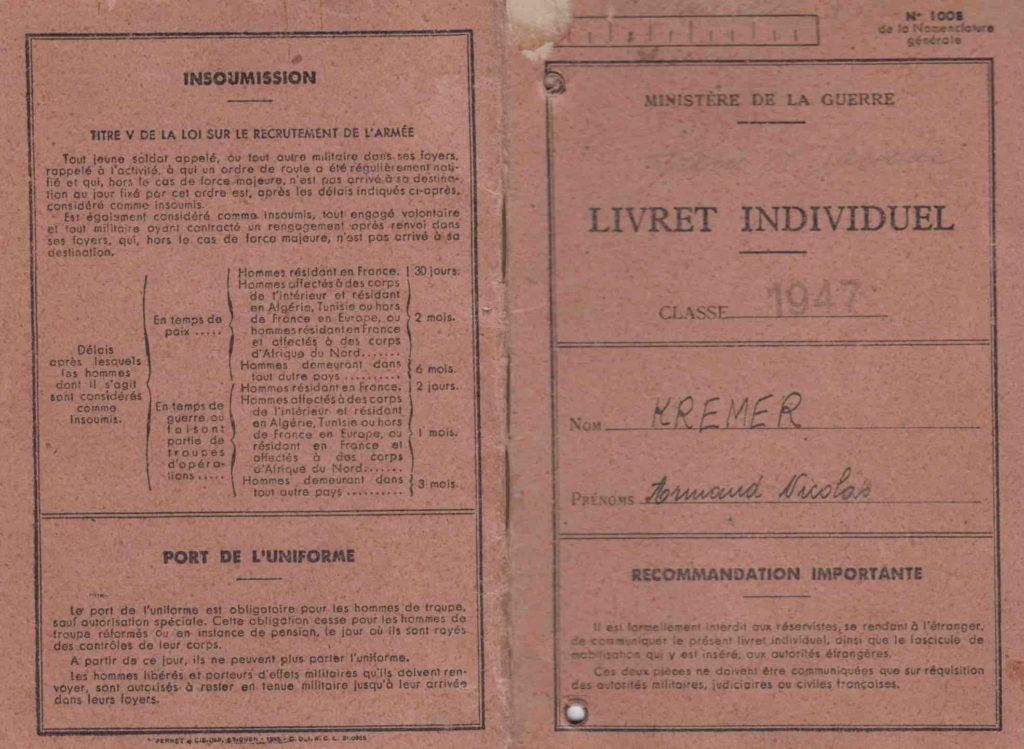 INSOUMISSION
TITRE V DE LA LOI SUR LE RECRUTEMENT DE L'ARMÉE
Tout jeune soldat appelé, ou tout autre militaire dans ses foyers,
rappelé à l'activité, à qui un ordre de route a été régulièrement noti-
fié et qui, hors le cas de force majeure, n'est pas arrivé à sa destina-
tion au jour fixé par cet ordre est, après les délais indiqués ci-après,
considéré comme insoumis.
Est également considéré comme insoumis, tout engagé volontaire
et tout militaire ayant contracté un rengagement après renvoi dans
ses foyers, qui, hors le cas de force majeure, n'est pas arrivé à sa
destination.
Délais
après lesquels
les hommes
dont il s'agit
sont considérés
comme
insoumis.
En temps de
paix .....
Hommes résidant en France. 30 jours.
Hommes affectés à des corps
de l'intérieur et résidant
en Algérie, Tunisie ou hors
de France en Europe, ou 2 mois.
hommes résidant en France
et affectés à des corps
d'Afrique du Nord.......
Hommes demeurant dans
tout autre pays .......... 6 mois.
En temps de
guerre ou
faisant
partie de
troupes
d'opéra-
tions .....
Hommes résidant en France. 2 jours.
Hommes affectés à des corps
de l'intérieur et résidant
en Algérie, Tunisie ou hors
de France en Europe, ou 1 mois.
résidant en France et
affectés à des corps
d'Afrique du Nord.......
Hommes demeurant dans
tout autre pays .......... 3 mois.
PORT DE L'UNIFORME
Le port de l'uniforme est obligatoire pour les hommes de troupe,
sauf autorisation spéciale. Cette obligation cesse pour les hommes de
troupe réformés ou en instance de pension, le jour où ils sont rayés
des contrôles de leur corps.
A partir de ce jour, ils ne peuvent plus porter l'uniforme.
Les hommes libérés et porteurs d'effets militaires qu'ils doivent ren-
voyer, sont autorisés à rester en tenue militaire jusqu'à leur arrivée
dans leurs foyers.
N° 1008
de la Nomenclature
générale
MINISTÈRE DE LA GUERRE
LIVRET INDIVIDUEL
CLASSE 1947
NOM KREMER
PRÉNOMS Armand Nicolas
RECOMMANDATION IMPORTANTE
Il est formellement interdit aux réservistes, se rendant à l'étranger,
de communiquer le présent livret individuel, ainsi que le fascicule de
mobilisation qui y est inséré, aux autorités étrangères.
Ces deux pièces ne doivent être communiquées que sur réquisition
des autorités militaires, judiciaires ou civiles françaises.